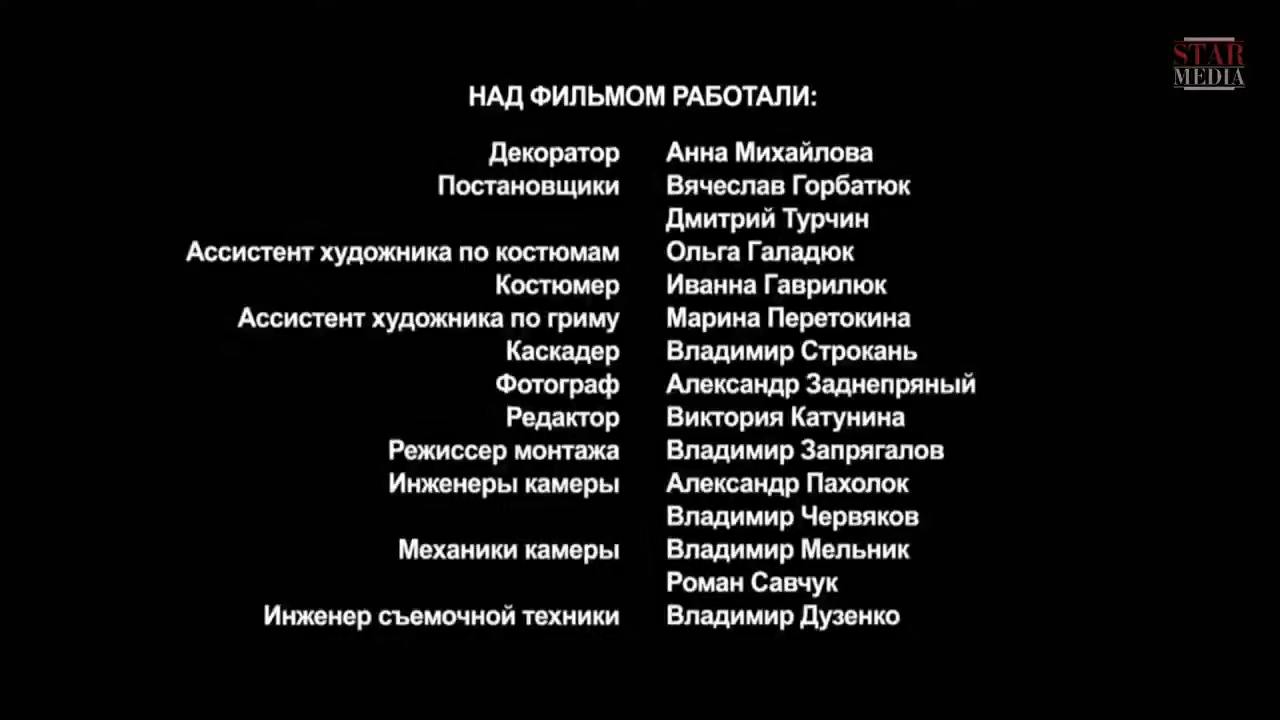 STAR
MEDIA
НАД ФИЛЬМОМ РАБОТАЛИ:
Декоратор Анна Михайлова
Постановщики Вячеслав Горбатюк
Дмитрий Турчин
Ассистент художника по костюмам Ольга Галадюк
Костюмер Иванна Гаврилюк
Ассистент художника по гриму Марина Перетокина
Каскадер Владимир Строкань
Фотограф Александр Заднепряный
Редактор Виктория Катунина
Режиссер монтажа Владимир Запрягалов
Инженеры камеры Александр Пахолок
Владимир Червяков
Механики камеры Владимир Мельник
Роман Савчук
Инженер съемочной техники Владимир Дузенко